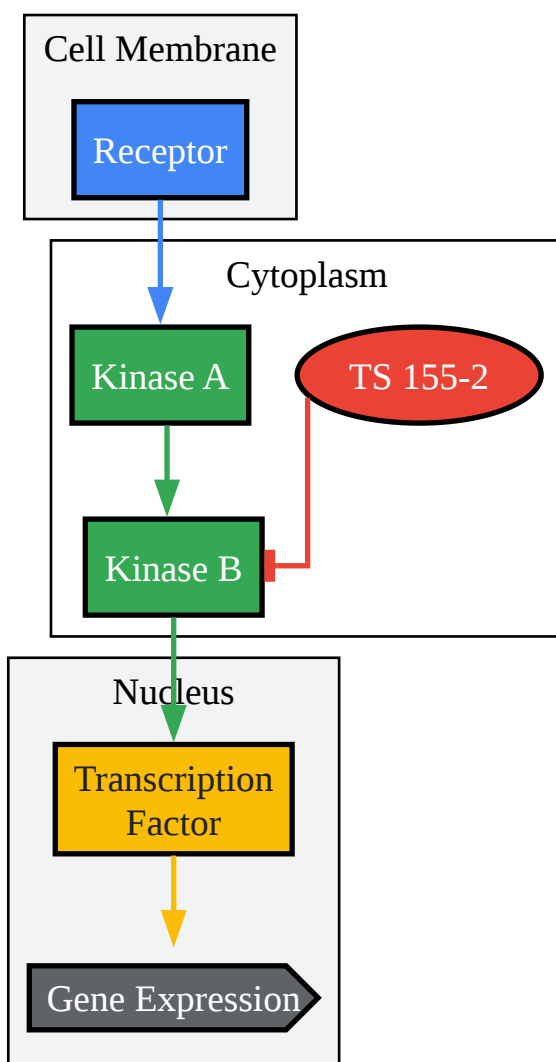 Cell Membrane
Receptor
Cytoplasm
Kinase A
TS 155-2
Kinase B
Nucleus
Transcription
Factor
Gene Expression